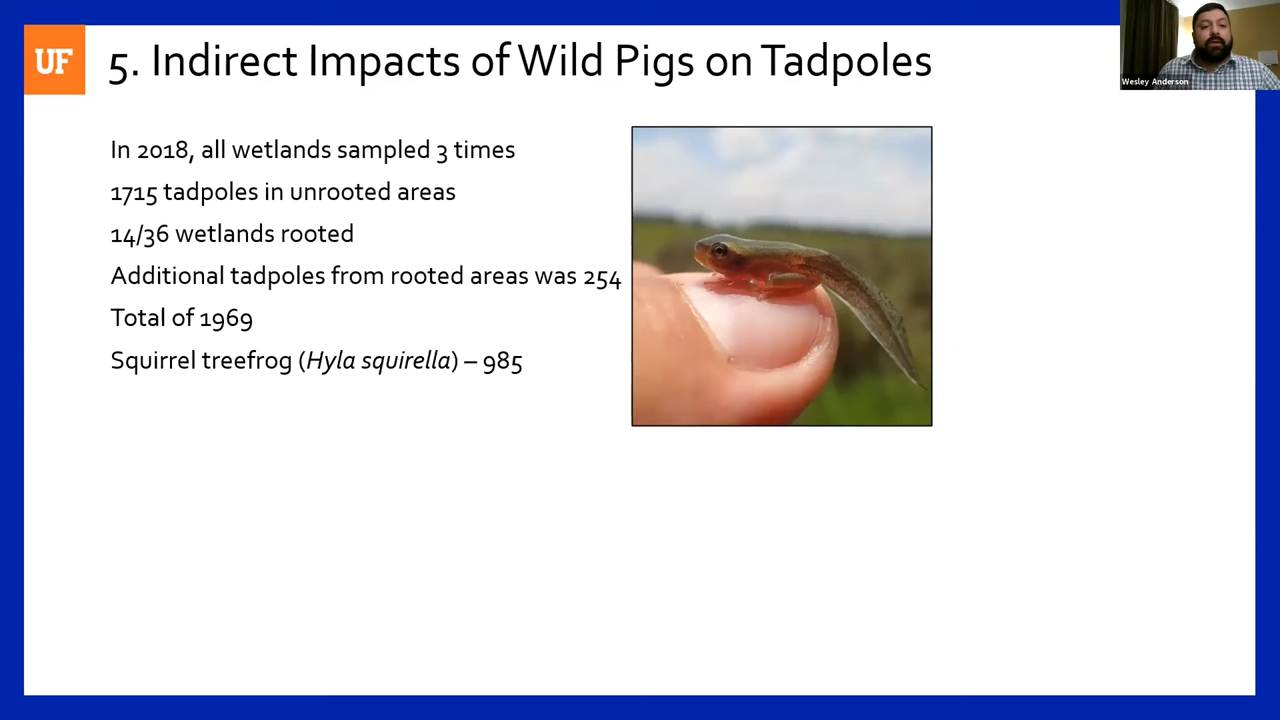 UF
5. Indirect Impacts of Wild Pigs on Tadpoles
Wesley Anderson
In 2018, all wetlands sampled 3 times
1715 tadpoles in unrooted areas
14/36 wetlands rooted
Additional tadpoles from rooted areas was 254
Total of 1969
Squirrel treefrog (Hyla squirella) – 985